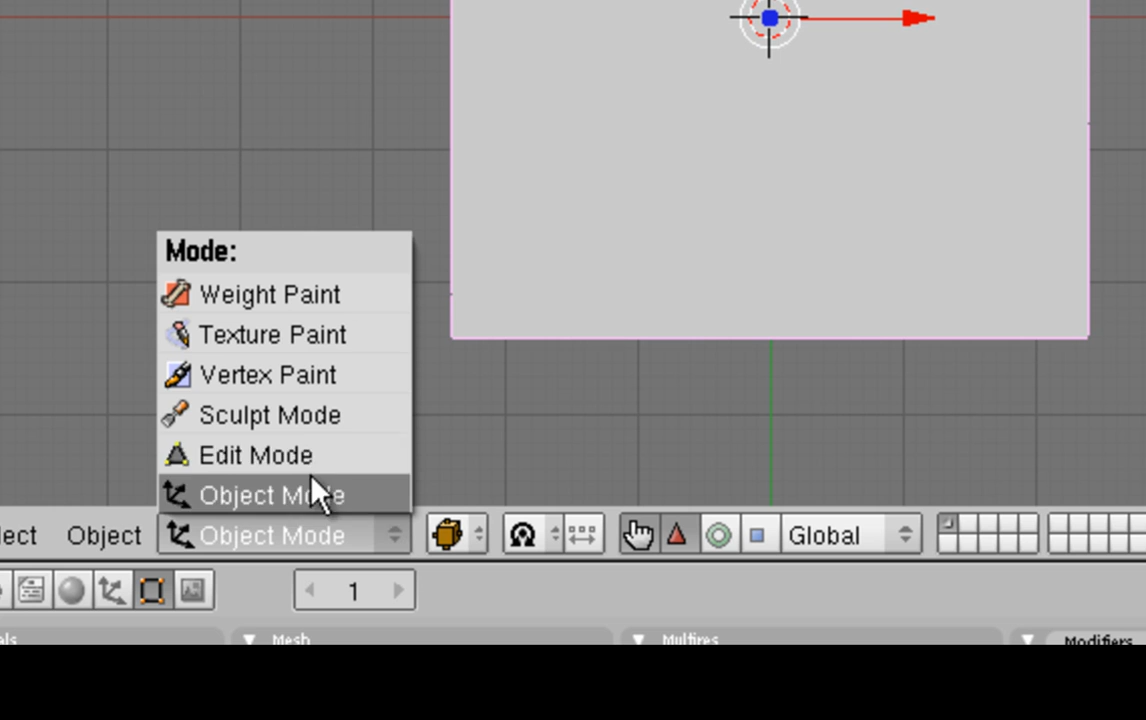 Mode:
Weight Paint
Texture Paint
Vertex Paint
Sculpt Mode
Edit Mode
Object Mode
Object Object Mode Global
1
Mesh Multires Modifiers